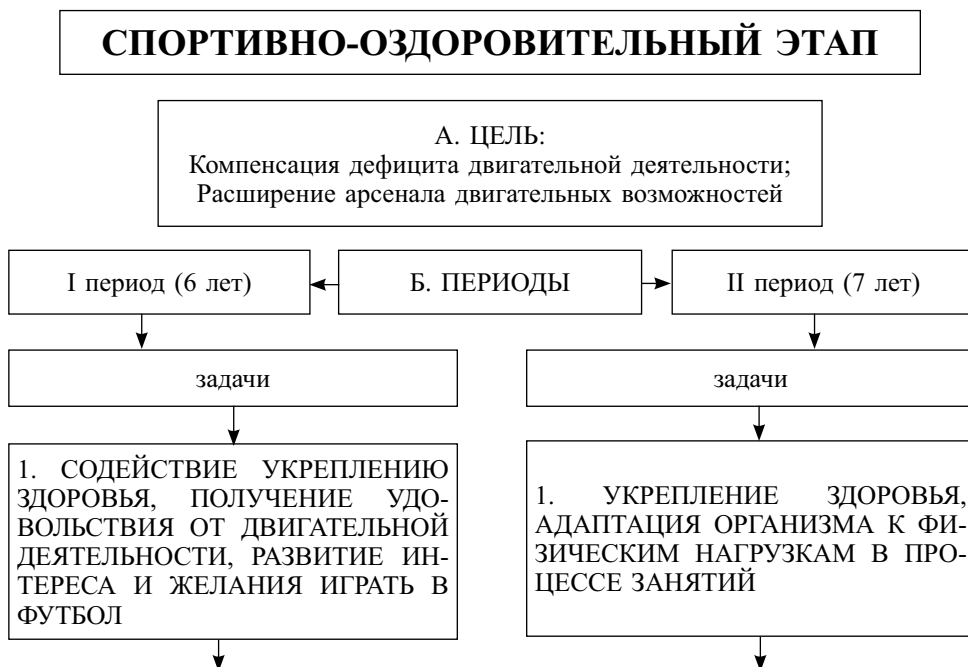 СПОРТИВНО-ОЗДОРОВИТЕЛЬНЫЙ ЭТАП
А. ЦЕЛЬ:
Компенсация дефицита двигательной деятельности;
Расширение арсенала двигательных возможностей
I период (6 лет)
Б. ПЕРИОДЫ
II период (7 лет)
задачи
задачи
1. СОДЕЙСТВИЕ УКРЕПЛЕНИЮ
ЗДОРОВЬЯ, ПОЛУЧЕНИЕ УДО-
ВОЛЬСТВИЯ ОТ ДВИГАТЕЛЬНОЙ
ДЕЯТЕЛЬНОСТИ, РАЗВИТИЕ ИН-
ТЕРЕСА И ЖЕЛАНИЯ ИГРАТЬ В
ФУТБОЛ
1. УКРЕПЛЕНИЕ ЗДОРОВЬЯ,
АДАПТАЦИЯ ОРГАНИЗМА К ФИ-
ЗИЧЕСКИМ НАГРУЗКАМ В ПРО-
ЦЕССЕ ЗАНЯТИЙ